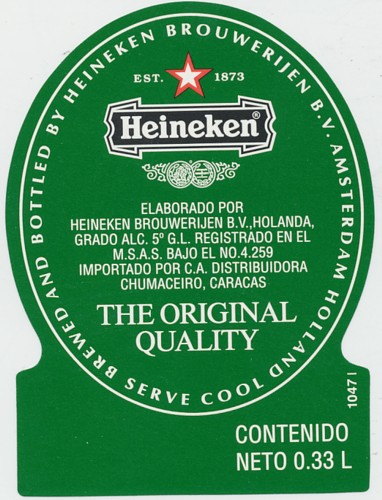 BREWED AND BOTTLED BY HEINEKEN BROUWERIJEN B.V. AMSTERDAM HOLLAND
EST. 1873
Heineken®
ELABORADO POR
HEINEKEN BROUWERIJEN B.V.,HOLANDA,
GRADO ALC. 5º G.L. REGISTRADO EN EL
M.S.A.S. BAJO EL NO.4.259
IMPORTADO POR C.A. DISTRIBUIDORA
CHUMACEIRO, CARACAS
THE ORIGINAL
QUALITY
SERVE COOL
10471
CONTENIDO
NETO 0.33 L